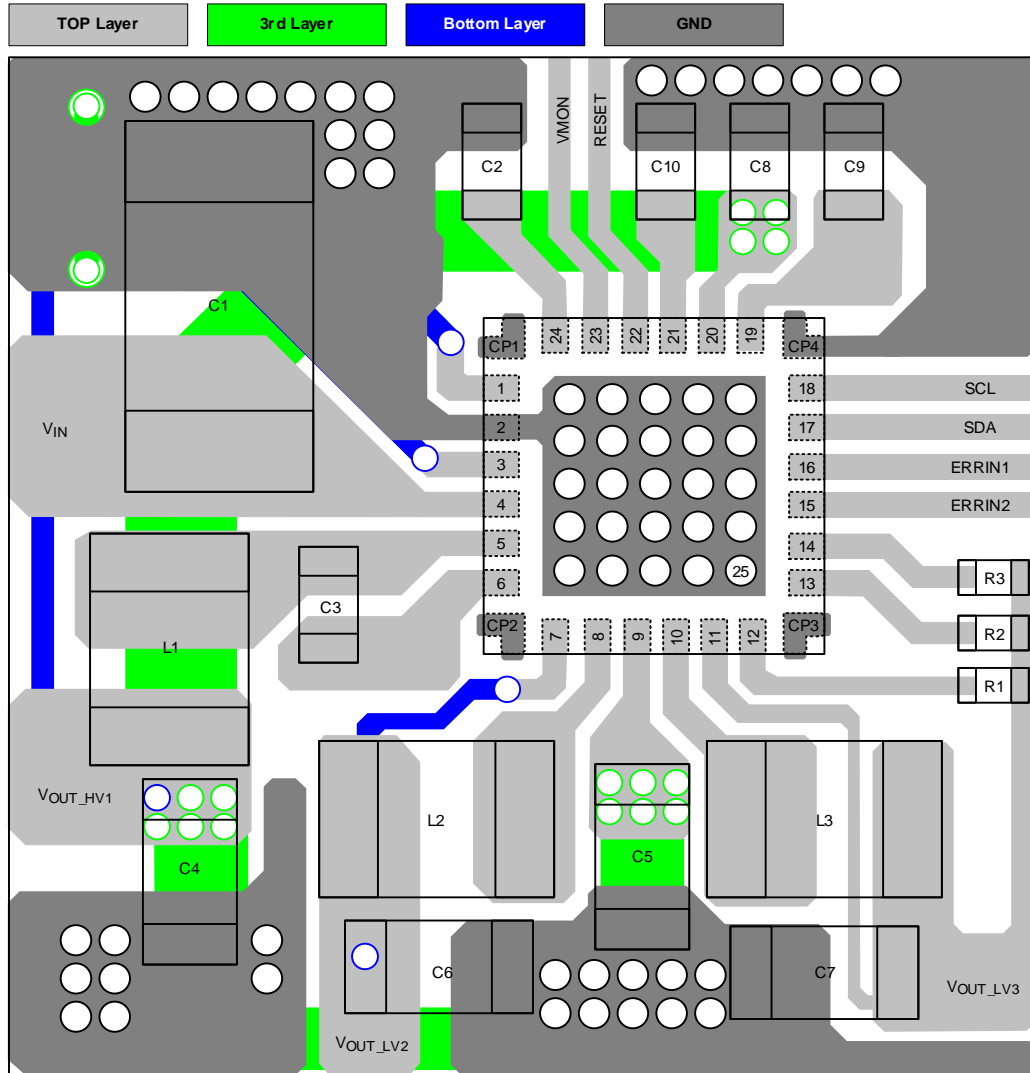 TOP Layer
3rd Layer
Bottom Layer
GND
VMON
RESET
C2
C10
C8
C9
C1
CP1
24
23
22
21
20
19
CP4
1
18
SCL
VIN
2
17
SDA
3
16
ERRIN1
4
15
ERRIN2
5
14
25
6
13
R3
C3
CP2
7
8
9
10
11
12
CP3
R2
L1
R1
VOUT_HV1
L2
L3
C4
C5
C6
C7
VOUT_LV3
VOUT_LV2